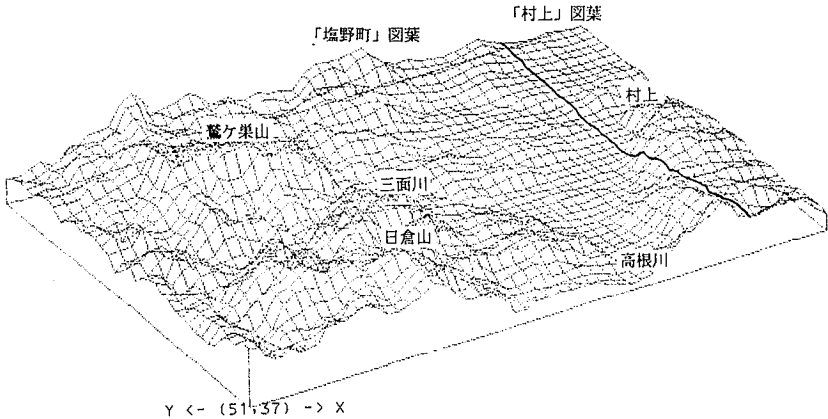 「村上」図葉
「塩野町」図葉
村上
鷲ケ巣山
三面川
日倉山
高根川
Y <- (51,37) -> X